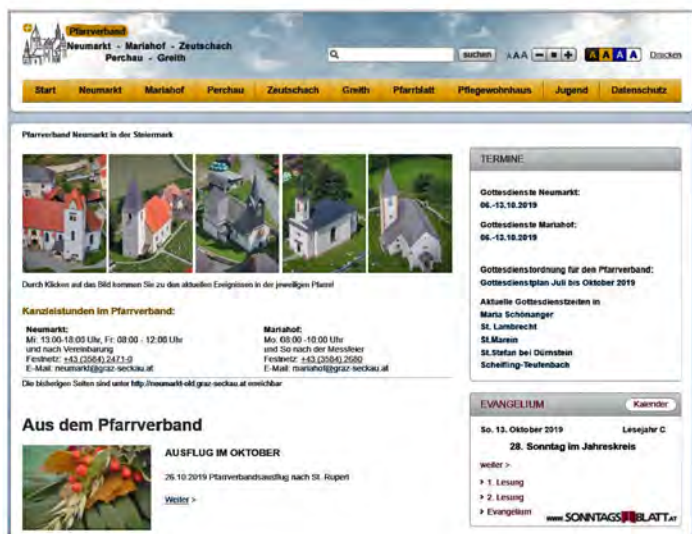 Pfarrverband
Neumarkt - Mariahof - Zeutschach
Perchau - Greith
suchen
A A A
A A A A
Drucken
Start Neumarkt Mariahof Perchau Zeutschach Greith Pfarrblatt Pflegewohnhaus Jugend Datenschutz
Pfarrverband Neumarkt in der Steiermark
Durch Klicken auf das Bild kommen Sie zu den aktuellen Ereignissen in der jeweiligen Pfarre!
Kanzleistunden im Pfarrverband:
Neumarkt:
Mi: 13:00-18:00 Uhr, Fr: 08:00 - 12:00 Uhr
und nach Vereinbarung
Festnetz: +43 (3584) 2471-0
E-Mail: neumarkt@graz-seckau.at
Mariahof:
Mo: 08:00 -10:00 Uhr
und So nach der Messfeier
Festnetz: +43 (3584) 2680
E-Mail: mariahof@graz-seckau.at
Die bisherigen Seiten sind unter http://neumarkt-old.graz-seckau.at erreichbar
Aus dem Pfarrverband
AUSFLUG IM OKTOBER
26.10.2019 Pfarrverbandsausflug nach St. Rupert
Weiter >
TERMINE
Gottesdienste Neumarkt:
06.-13.10.2019
Gottesdienste Mariahof:
06.-13.10.2019
Gottesdienstordnung für den Pfarrverband:
Gottesdienstplan Juli bis Oktober 2019
Aktuelle Gottesdienstzeiten in
Maria Schönanger
St. Lambrecht
St.Marein
St.Stefan bei Dürnstein
Scheifling-Teufenbach
EVANGELIUM Kalender
So. 13. Oktober 2019 Lesejahr C
28. Sonntag im Jahreskreis
weiter >
1. Lesung
2. Lesung
Evangelium
www.SONNTAGSBLATT.AT